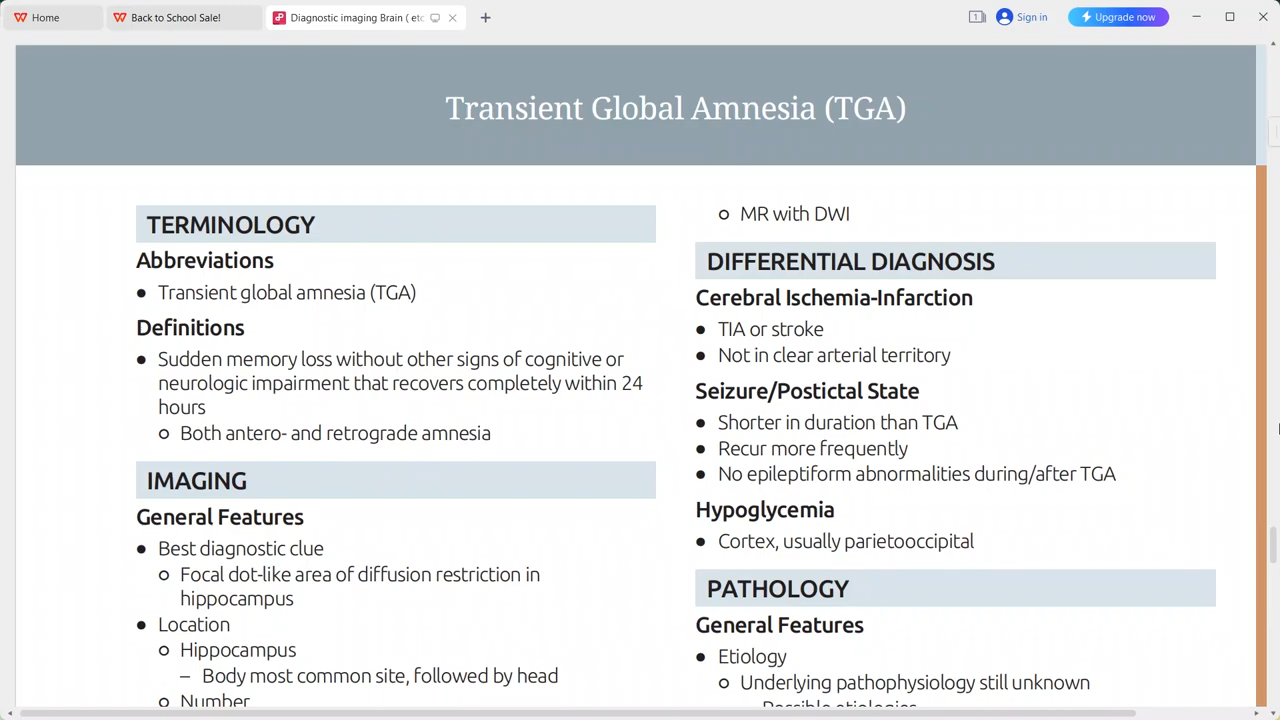 Home
Back to School Sale!
Diagnostic imaging Brain ( etc
1
Sign in
Upgrade now
Transient Global Amnesia (TGA)
TERMINOLOGY
Abbreviations
• Transient global amnesia (TGA)
Definitions
• Sudden memory loss without other signs of cognitive or
neurologic impairment that recovers completely within 24
hours
○ Both antero- and retrograde amnesia
IMAGING
General Features
• Best diagnostic clue
○ Focal dot-like area of diffusion restriction in
hippocampus
• Location
○ Hippocampus
– Body most common site, followed by head
○ Number
○ MR with DWI
DIFFERENTIAL DIAGNOSIS
Cerebral Ischemia-Infarction
• TIA or stroke
• Not in clear arterial territory
Seizure/Postictal State
• Shorter in duration than TGA
• Recur more frequently
• No epileptiform abnormalities during/after TGA
Hypoglycemia
• Cortex, usually parietooccipital
PATHOLOGY
General Features
• Etiology
○ Underlying pathophysiology still unknown
– Possible etiologies